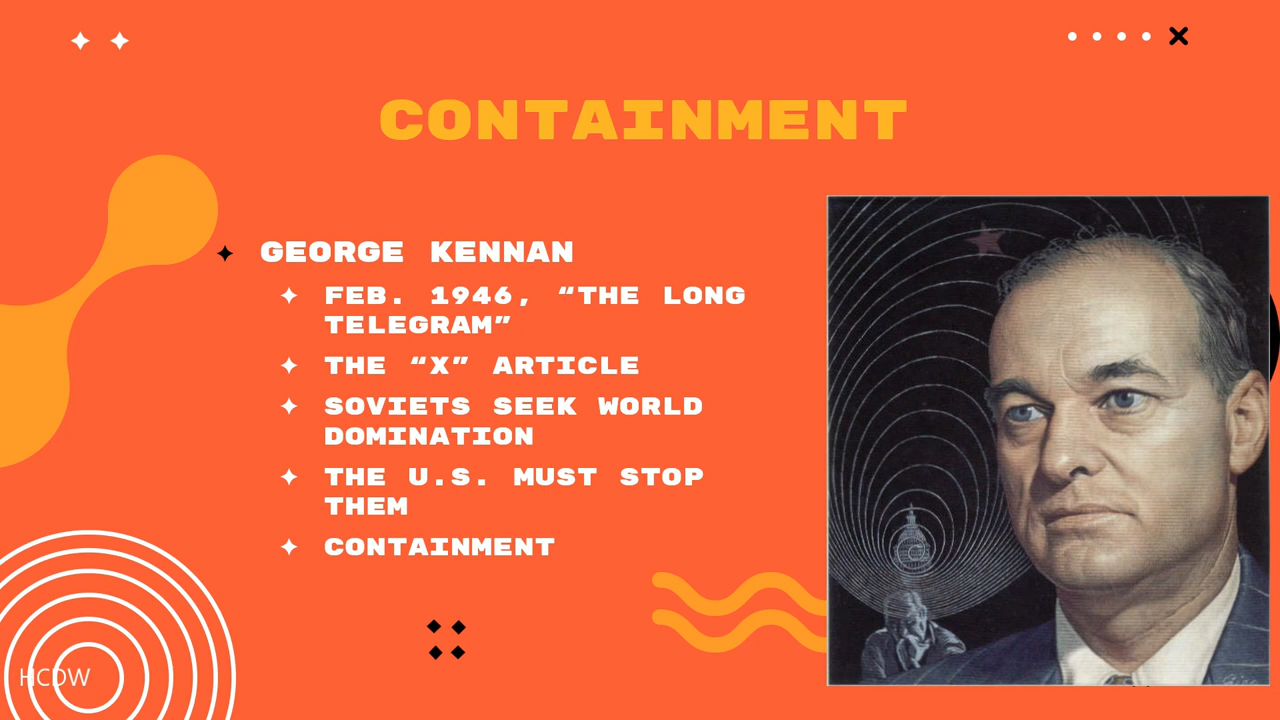 CONTAINMENT
GEORGE KENNAN
FEB. 1946, “THE LONG
TELEGRAM”
THE “X” ARTICLE
SOVIETS SEEK WORLD
DOMINATION
THE U.S. MUST STOP
THEM
CONTAINMENT
HCDW